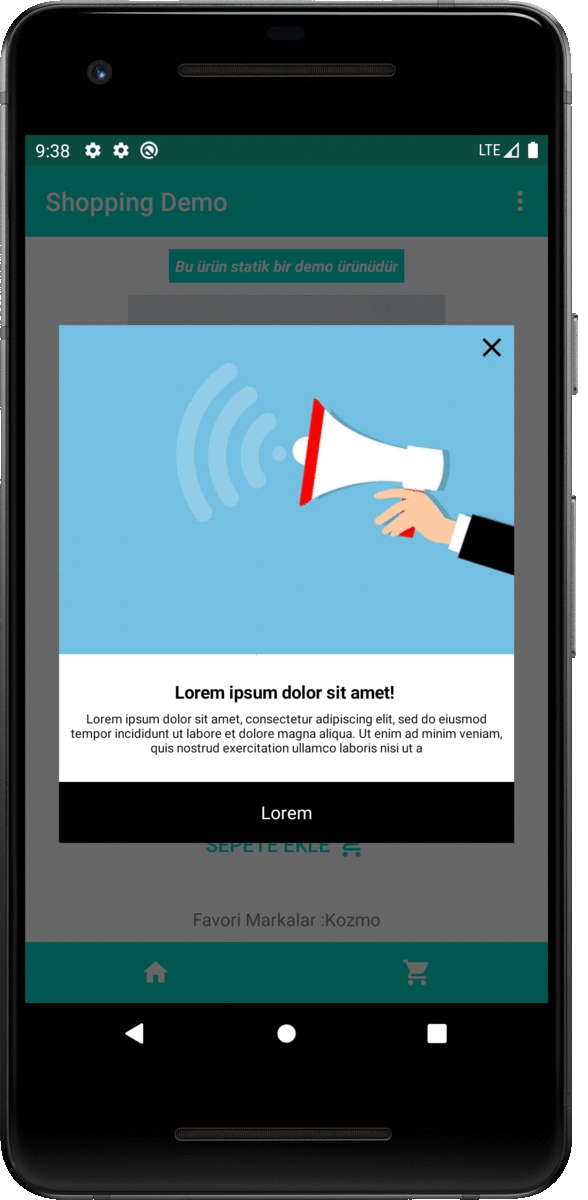 9:38 LTE
Shopping Demo
Bu ürün statik bir demo ürünüdür
Lorem ipsum dolor sit amet!
Lorem ipsum dolor sit amet, consectetur adipiscing elit, sed do eiusmod
tempor incididunt ut labore et dolore magna aliqua. Ut enim ad minim veniam,
quis nostrud exercitation ullamco laboris nisi ut a
Lorem
SEPETE EKLE
Favori Markalar :Kozmo